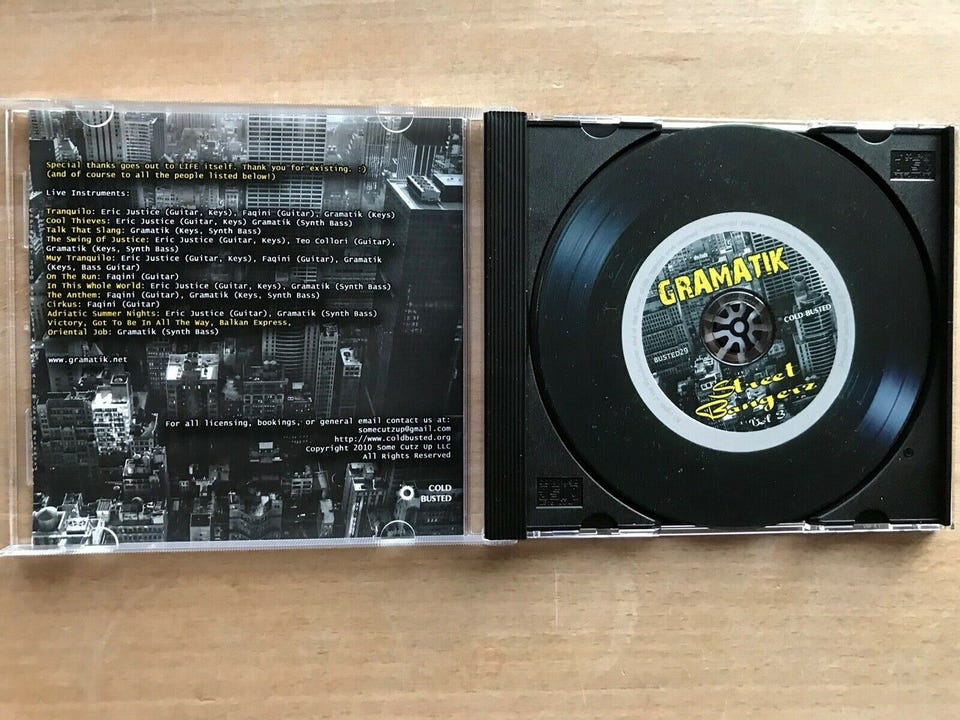 Special thanks goes out to LIFE itself. Thank you for existing. :)
(and of course to all the people listed below!)
Live Instruments:
Tranquilo: Eric Justice (Guitar, Keys), Faqini (Guitar), Gramatik (Keys)
Cool Thieves: Eric Justice (Guitar, Keys) Gramatik (Synth Bass)
Talk That Slang: Gramatik (Keys, Synth Bass)
The Swing Of Justice: Eric Justice (Guitar, Keys), Teo Collori (Guitar),
Gramatik (Keys, Synth Bass)
Muy Tranquilo: Eric Justice (Guitar, Keys), Faqini (Guitar), Gramatik
(Keys, Bass Guitar)
On The Run: Faqini (Guitar)
In This Whole World: Eric Justice (Guitar, Keys), Gramatik (Synth Bass)
The Anthem: Faqini (Guitar), Gramatik (Keys, Synth Bass)
Cirkus: Faqini (Guitar)
Adriatic Summer Nights: Eric Justice (Guitar), Gramatik (Synth Bass)
Victory, Got To Be In All The Way, Balkan Express,
Oriental Job: Gramatik (Synth Bass)
www.gramatik.net
For all licensing, bookings, or general email contact us at:
somecutzup@gmail.com
http://www.coldbusted.org
Copyright 2010 Some Cutz Up LLC
All Rights Reserved
COLD
BUSTED
GRAMATIK
COLD BUSTED
BUSTED29
Street
Bangerz
Vol 3